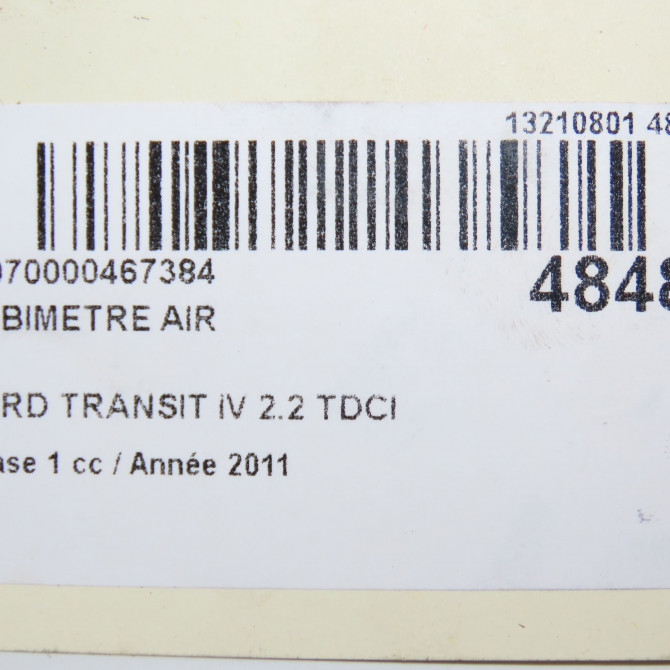 13210801 48
070000467384
4848
BIMETRE AIR
RD TRANSIT IV 2.2 TDCI
ase 1 cc / Année 2011